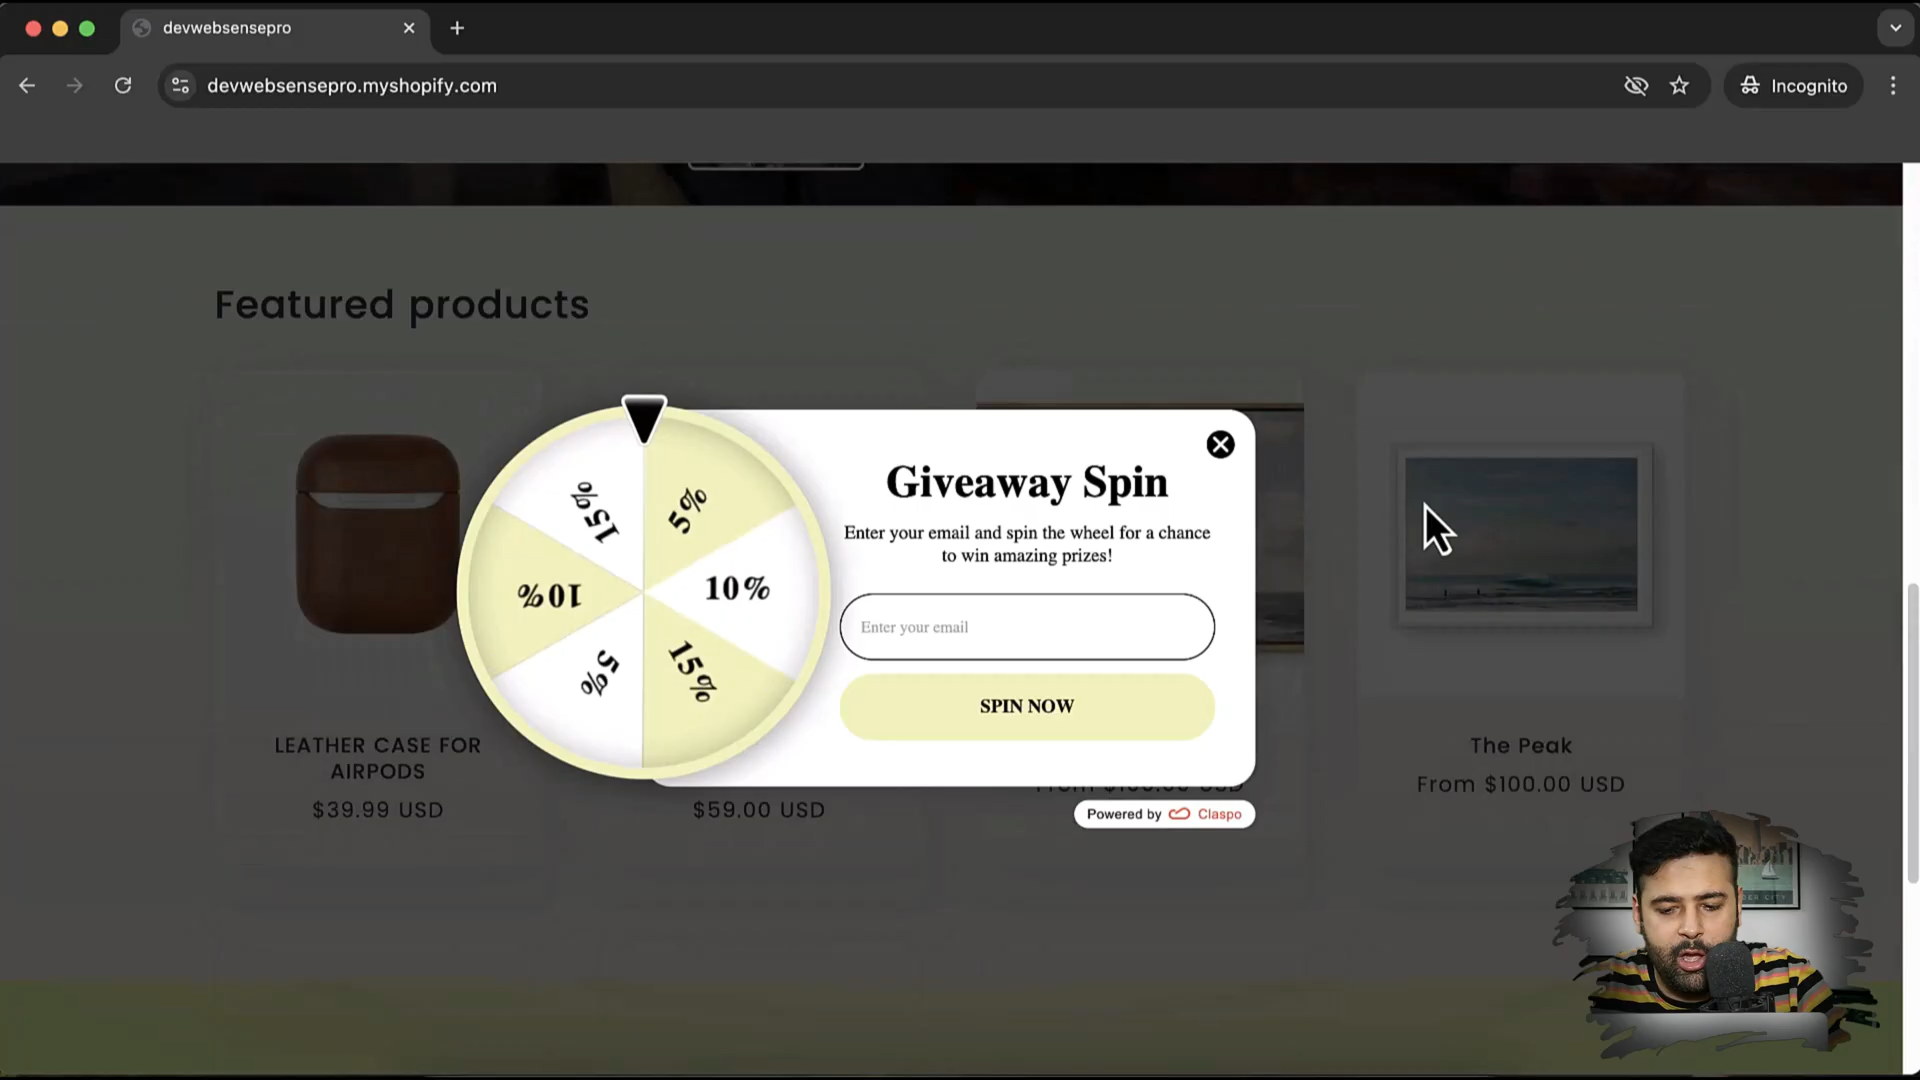 devwebsensepro
devwebsensepro.myshopify.com
Incognito
Featured products
Giveaway Spin
Enter your email and spin the wheel for a chance
to win amazing prizes!
Enter your email
SPIN NOW
15%
5%
10%
10%
5%
15%
LEATHER CASE FOR
AIRPODS
$39.99 USD
$59.00 USD
From $100.00 USD
The Peak
From $100.00 USD
Powered by Claspo